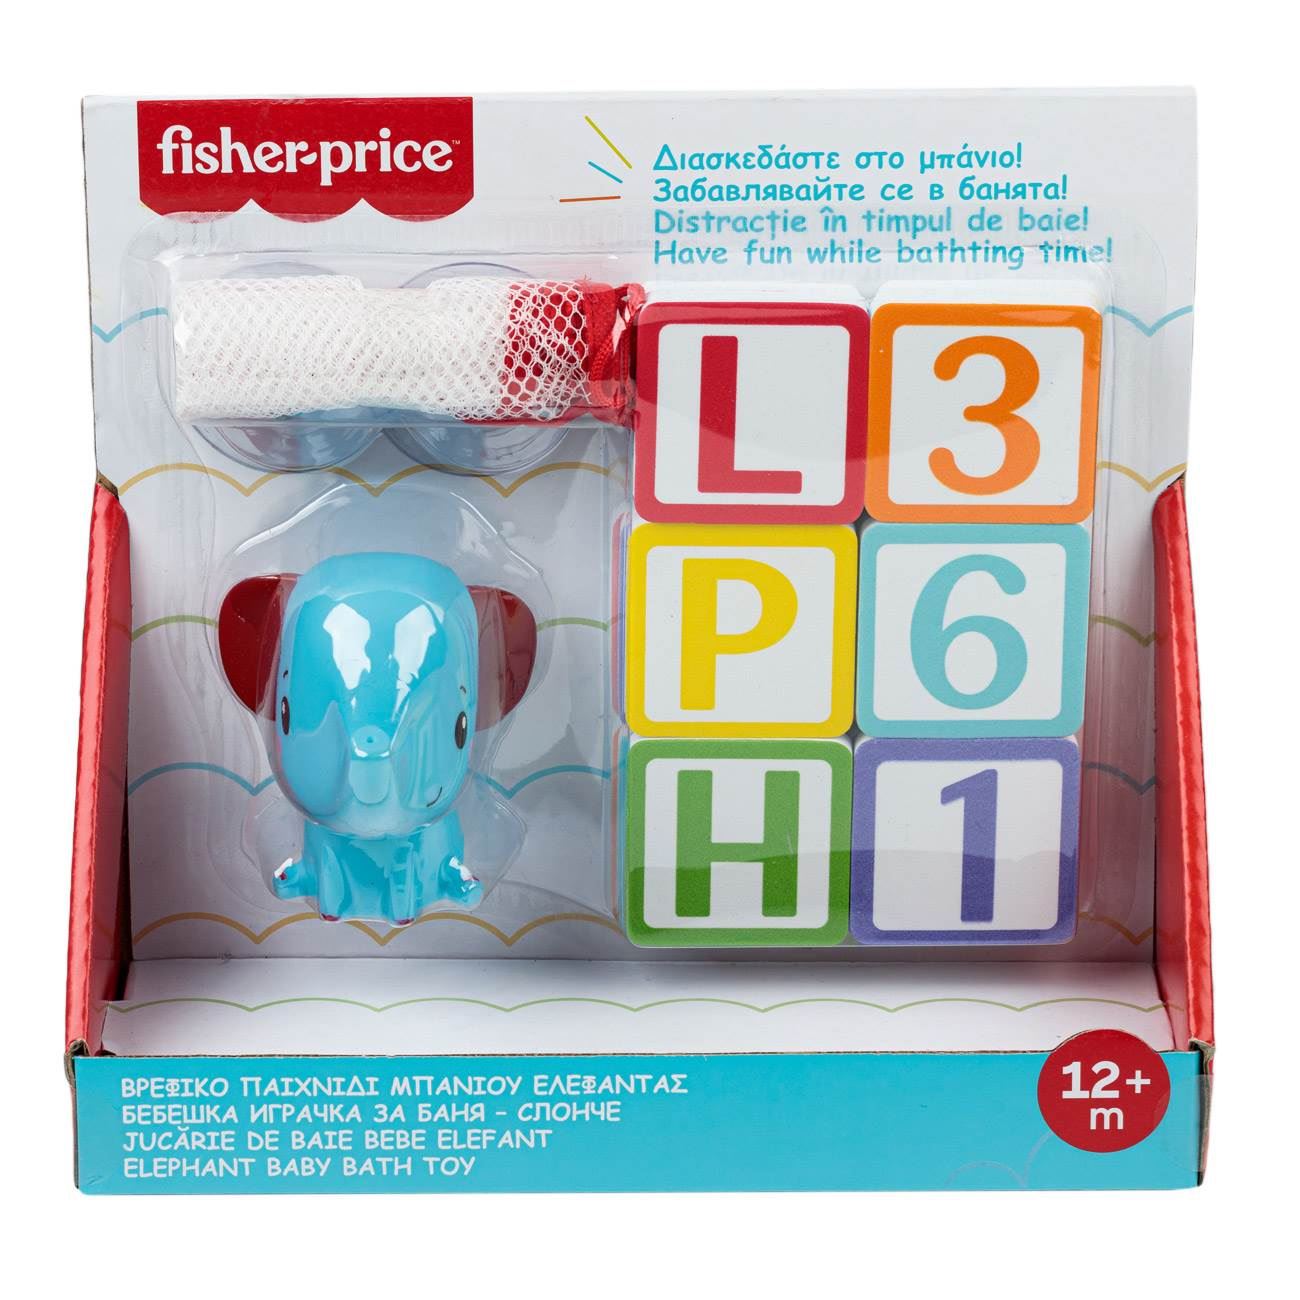 fisher-price™
Διασκεδάστε στο μπάνιο!
Забавлявайте се в банята!
Distracție în timpul de baie!
Have fun while bathting time!
L 3
P 6
H 1
ΒΡΕΦΙΚΟ ΠΑΙΧΝΙΔΙ ΜΠΑΝΙΟΥ ΕΛΕΦΑΝΤΑΣ
БЕБЕШКА ИГРАЧКА ЗА БАНЯ - СЛОНЧЕ
JUCĂRIE DE BAIE BEBE ELEFANT
ELEPHANT BABY BATH TOY
12+
m